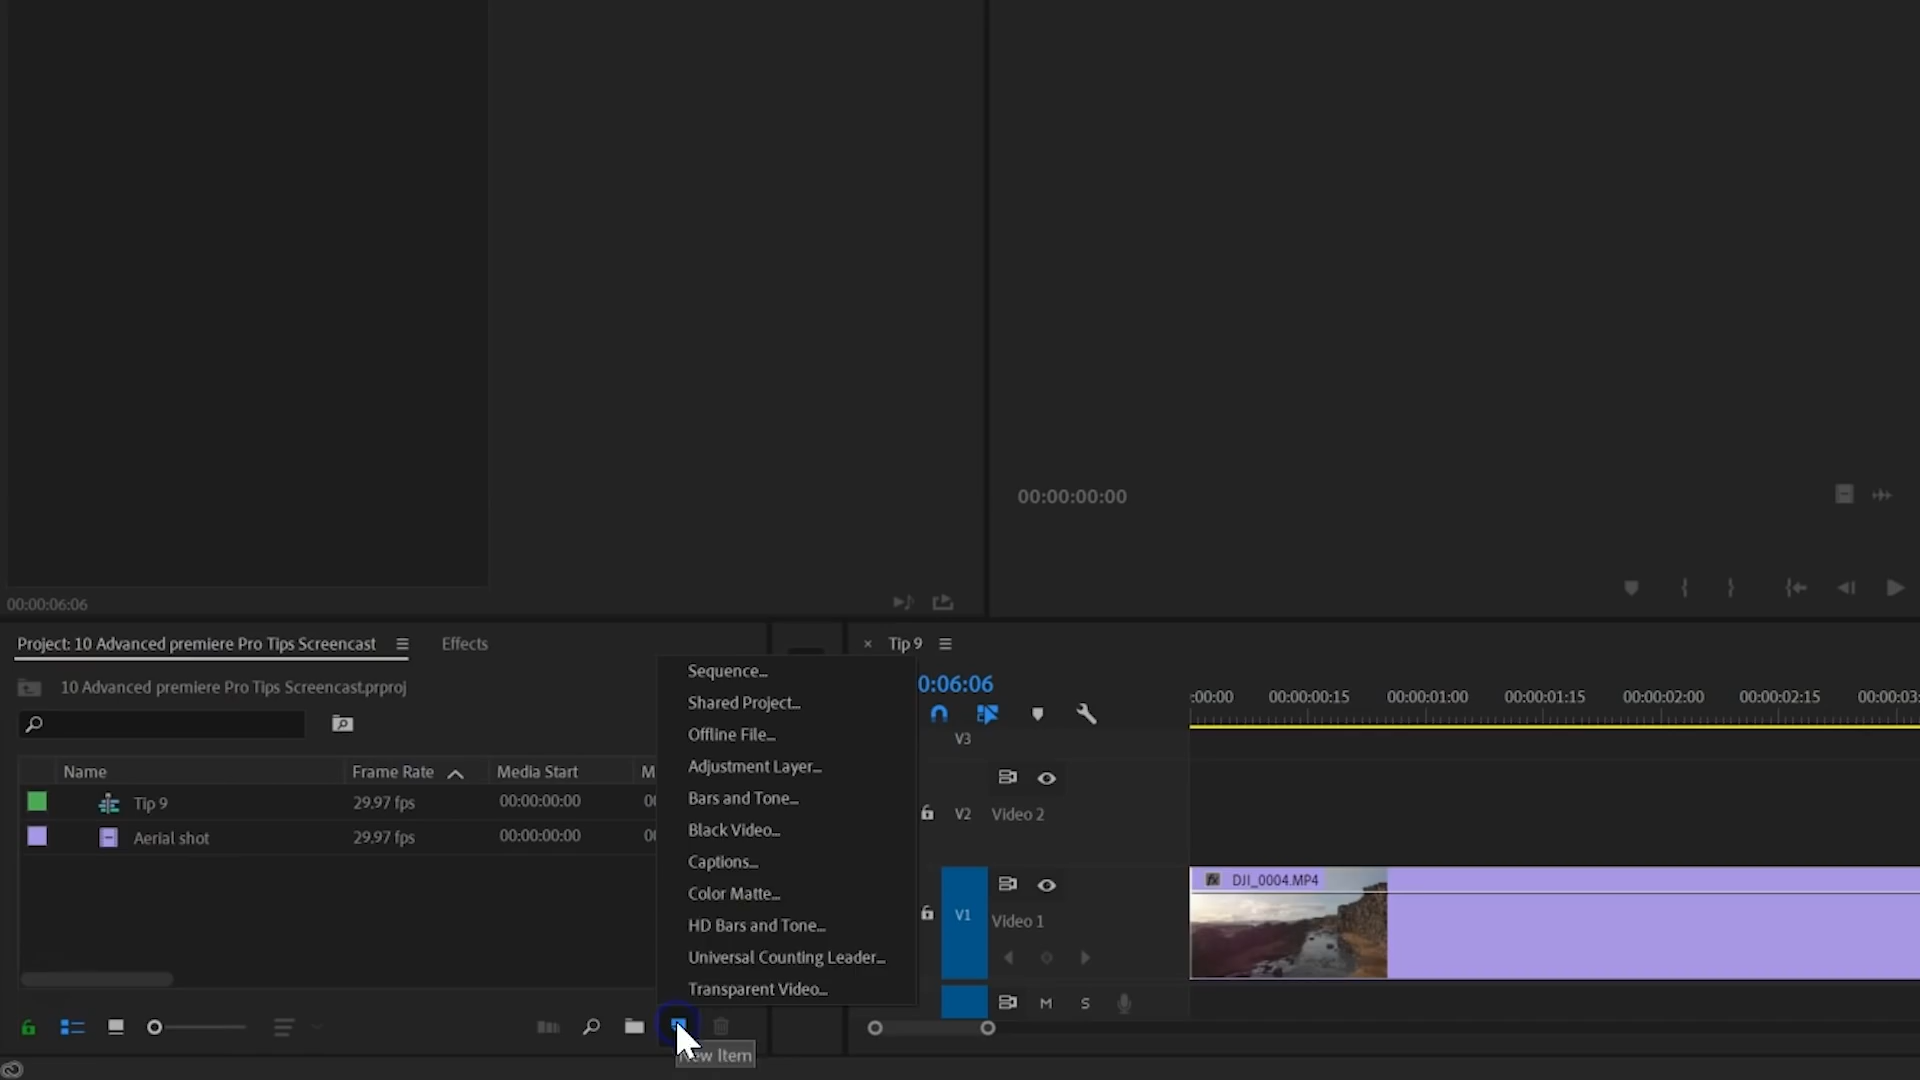 00:00:00:00
00:00:06:06
Project: 10 Advanced premiere Pro Tips Screencast
Effects
10 Advanced premiere Pro Tips Screencast.prproj
Name
Frame Rate
Media Start
M
Tip 9
29.97 fps
00:00:00:00
Aerial shot
29.97 fps
00:00:00:00
Sequence...
Shared Project...
Offline File...
Adjustment Layer...
Bars and Tone...
Black Video...
Captions...
Color Matte...
HD Bars and Tone...
Universal Counting Leader...
Transparent Video...
New Item
× Tip 9
0:06:06
:00:00
00:00:00:15
00:00:01:00
00:00:01:15
00:00:02:00
00:00:02:15
00:00:03:
V3
V2
Video 2
V1
Video 1
fx DJI_0004.MP4
M
S